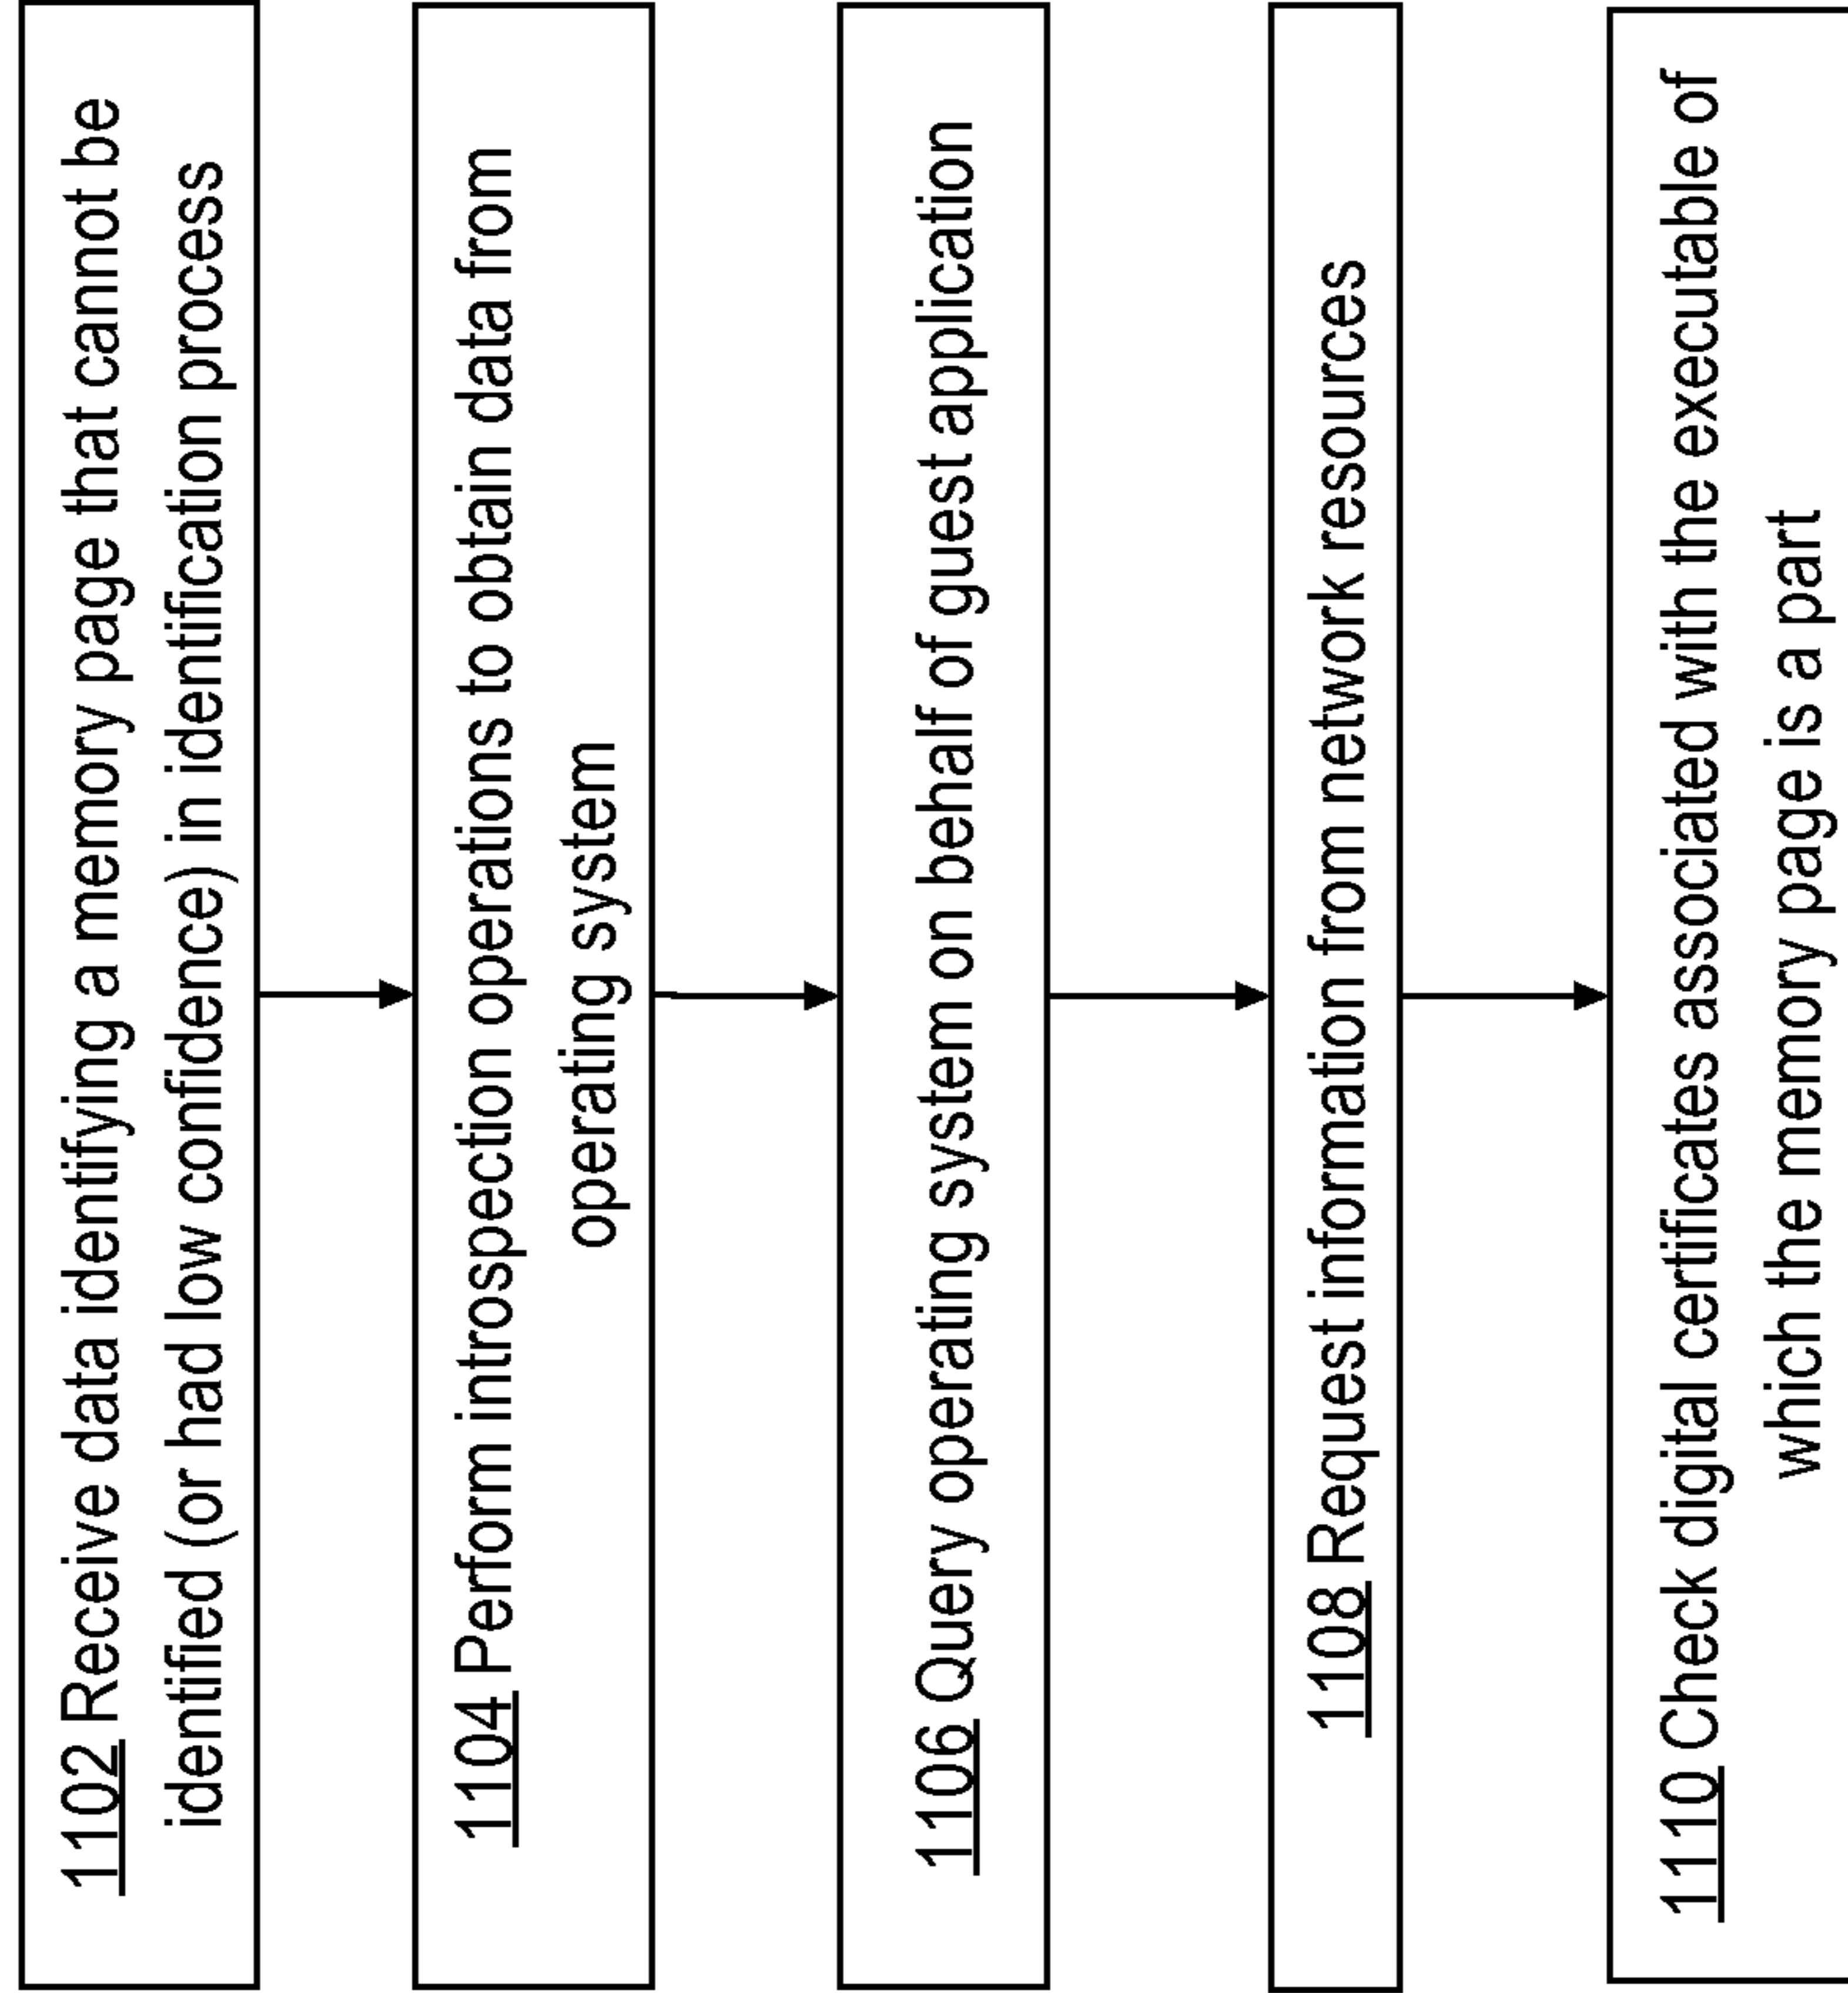 1102 Receive data identifying a memory page that cannot be
identified (or had low confidence) in identification process
1104 Perform introspection operations to obtain data from
operating system
1106 Query operating system on behalf of guest application
1108 Request information from network resources
1110 Check digital certificates associated with the executable of
which the memory page is a part